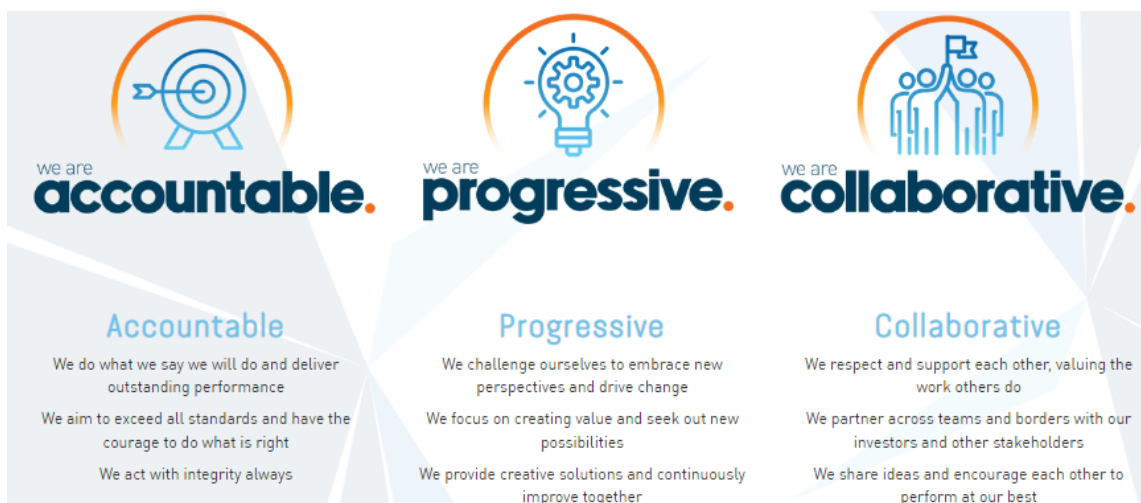 we are
accountable.
we are
progressive.
we are
collaborative.
Accountable
We do what we say we will do and deliver
outstanding performance
We aim to exceed all standards and have the
courage to do what is right
We act with integrity always
Progressive
We challenge ourselves to embrace new
perspectives and drive change
We focus on creating value and seek out new
possibilities
We provide creative solutions and continuously
improve together
Collaborative
We respect and support each other, valuing the
work others do
We partner across teams and borders with our
investors and other stakeholders
We share ideas and encourage each other to
perform at our best